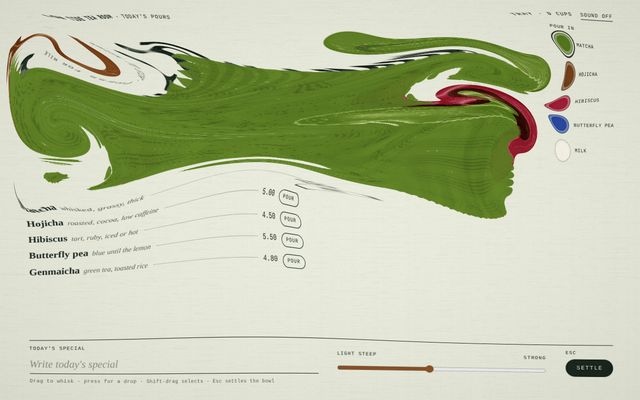 TODAY'S POURS
5 CUPS SOUND OFF
POUR IN
MATCHA
HOJICHA
HIBISCUS
BUTTERFLY PEA
MILK
whisked, grassy, thick 5.00 POUR
Hojicha roasted, cocoa, low caffeine 4.50 POUR
Hibiscus tart, ruby, iced or hot 5.50 POUR
Butterfly pea blue until the lemon 4.80 POUR
Genmaicha green tea, toasted rice
TODAY'S SPECIAL
Write today's special
Drag to whisk · press for a drop · Shift-drag selects · Esc settles the bowl
LIGHT STEEP STRONG
ESC
SETTLE